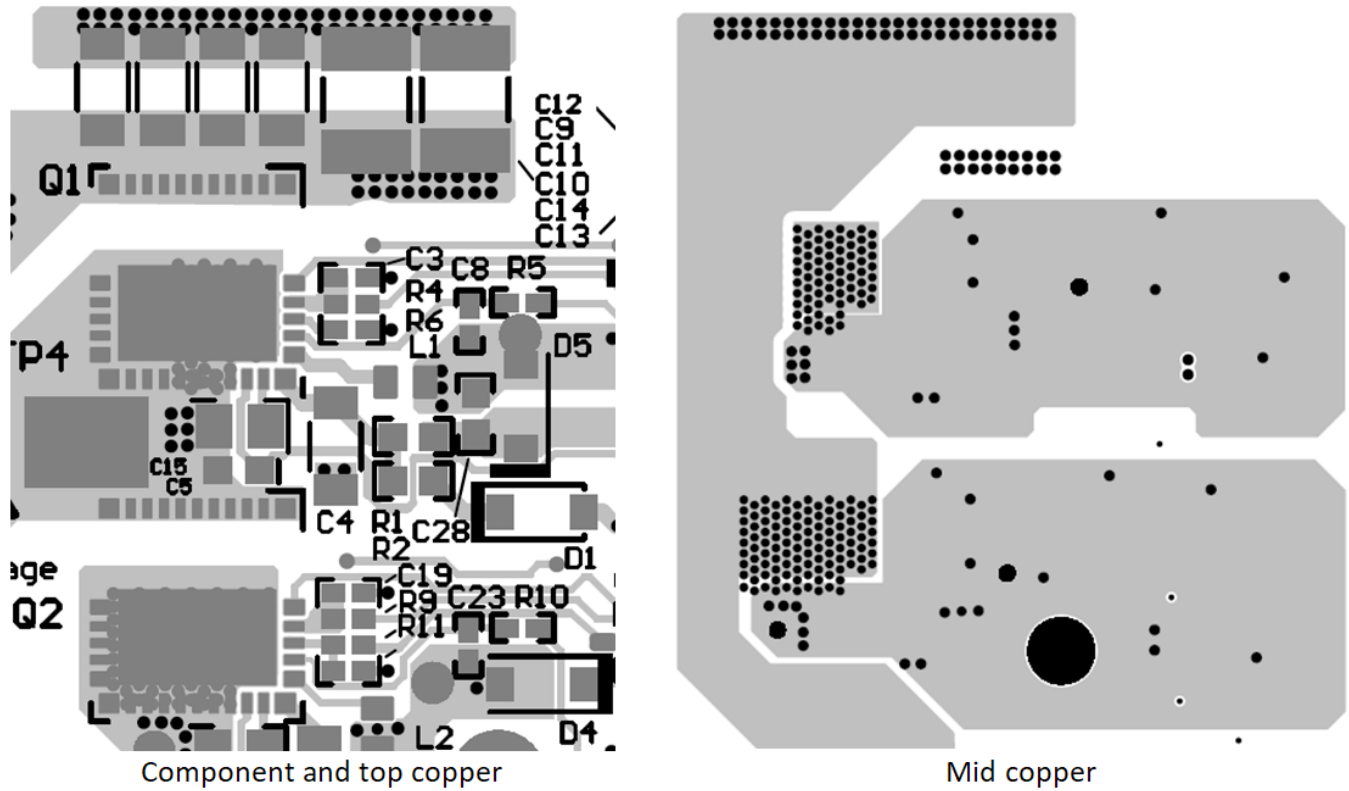 C12
C9
C11
C10
C14
C13
Q1
C3
C8 R5
R4
R6
L1
D5
P4
C15
C5
C4
R1
C28
R2
D1
age
C19
Q2
R9
C23 R10
R11
L2
D4
Component and top copper
Mid copper